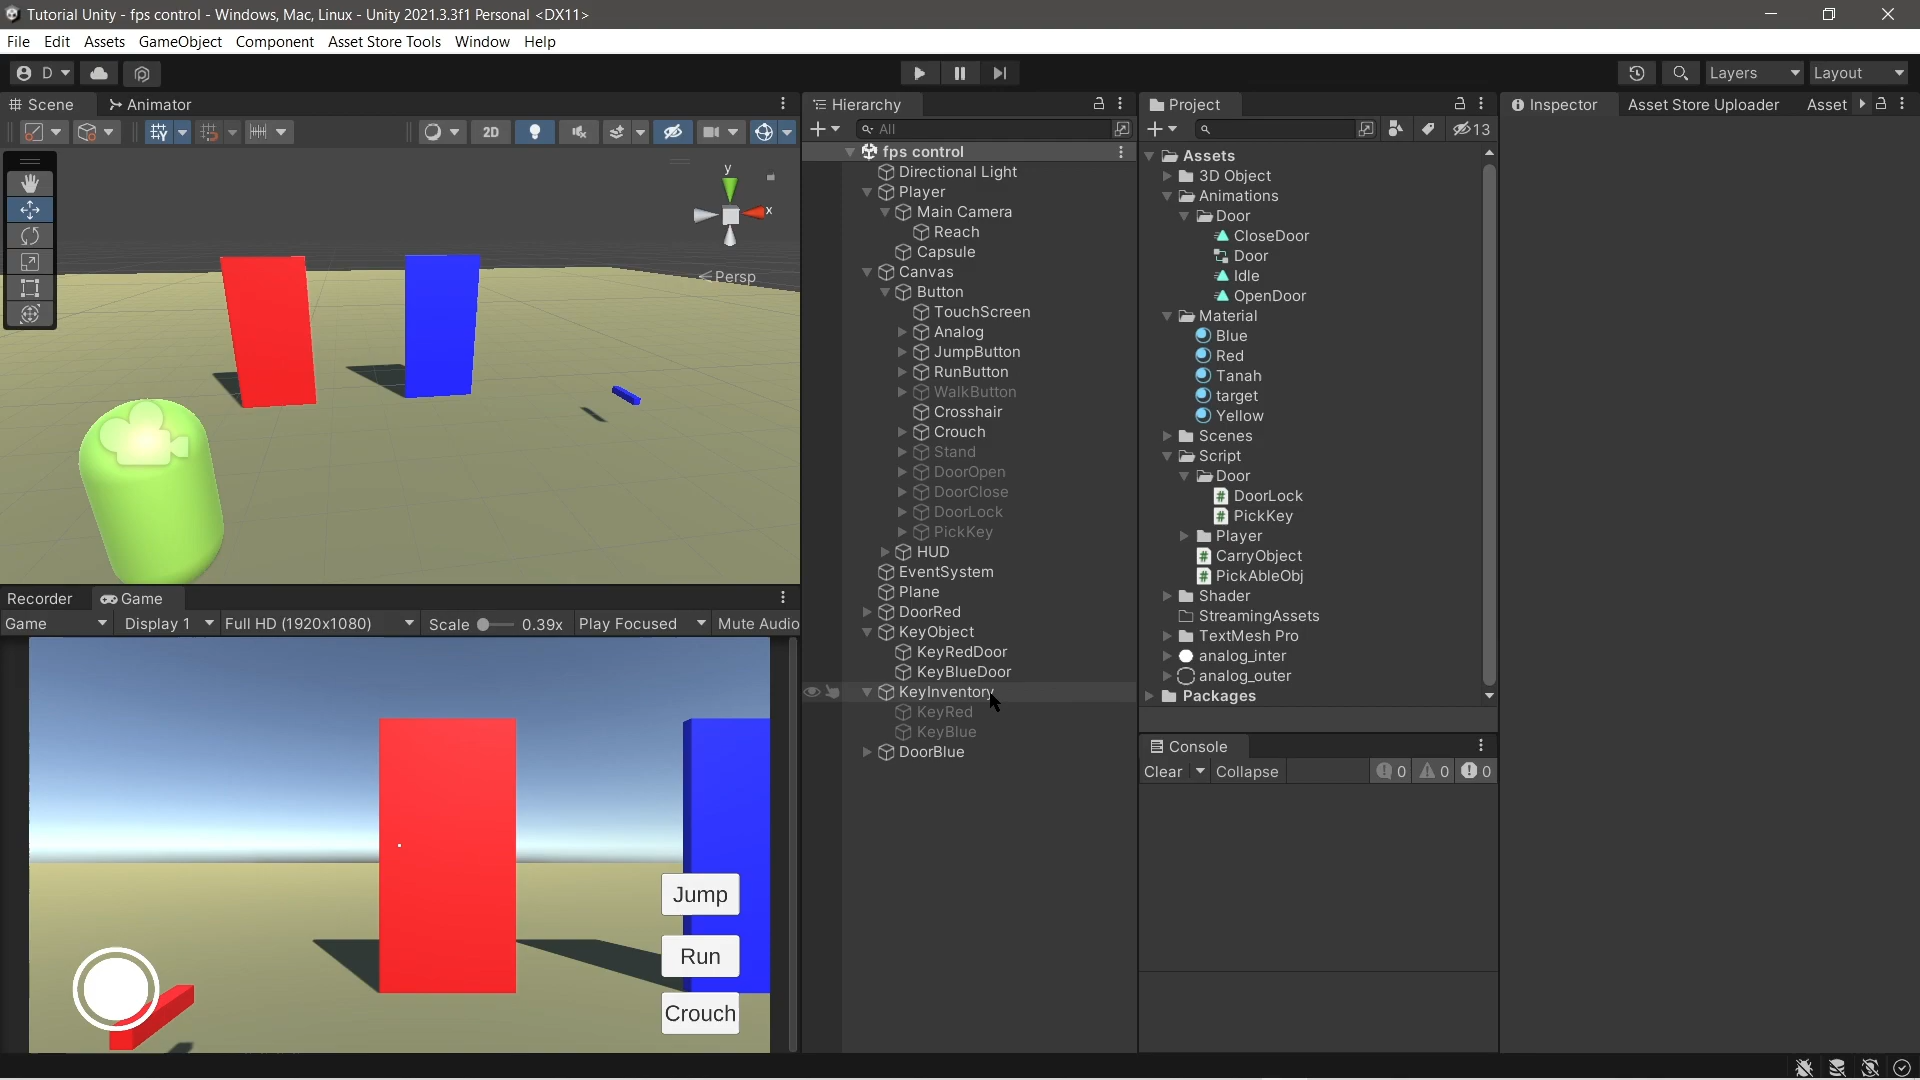 Tutorial Unity - fps control - Windows, Mac, Linux - Unity 2021.3.3f1 Personal <DX11>
File Edit Assets GameObject Component Asset Store Tools Window Help
D
Layers Layout
Scene Animator
2D
y
x
Persp
Recorder Game
Game Display 1 Full HD (1920x1080) Scale 0.39x Play Focused Mute Audio
Jump
Run
Crouch
Hierarchy
All
fps control
Directional Light
Player
Main Camera
Reach
Capsule
Canvas
Button
TouchScreen
Analog
JumpButton
RunButton
WalkButton
Crosshair
Crouch
Stand
DoorOpen
DoorClose
DoorLock
PickKey
HUD
EventSystem
Plane
DoorRed
KeyObject
KeyRedDoor
KeyBlueDoor
KeyInventory
KeyRed
KeyBlue
DoorBlue
Project
13
Assets
3D Object
Animations
Door
CloseDoor
Door
Idle
OpenDoor
Material
Blue
Red
Tanah
target
Yellow
Scenes
Script
Door
DoorLock
PickKey
Player
CarryObject
PickAbleObj
Shader
StreamingAssets
TextMesh Pro
analog_inter
analog_outer
Packages
Console
Clear Collapse 0 0 0
Inspector Asset Store Uploader Asset